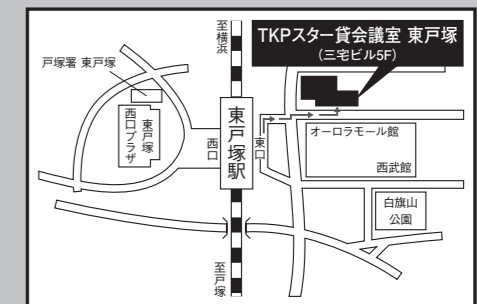 至横浜
TKPスター貸会議室 東戸塚
(三宅ビル5F)
戸塚署 東戸塚
東戸塚
西口プラザ
西口
東戸塚駅
東口
オーロラモール館
西武館
白旗山
公園
至戸塚